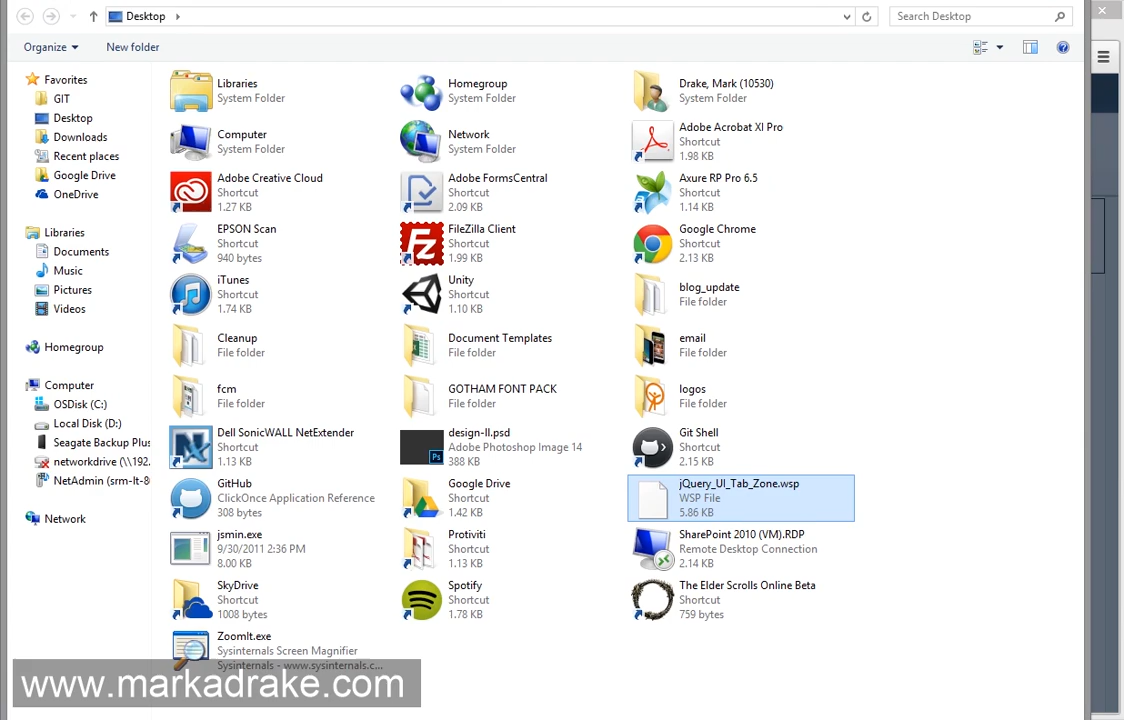 Desktop
Search Desktop
Organize
New folder
Favorites
GIT
Desktop
Downloads
Recent places
Google Drive
OneDrive
Libraries
Documents
Music
Pictures
Videos
Homegroup
Computer
OSDisk (C:)
Local Disk (D:)
Seagate Backup Plus
networkdrive (\\192.
NetAdmin (srm-lt-8
Network
Libraries
System Folder
Homegroup
System Folder
Drake, Mark (10530)
System Folder
Computer
System Folder
Network
System Folder
Adobe Acrobat XI Pro
Shortcut
1.98 KB
Adobe Creative Cloud
Shortcut
1.27 KB
Adobe FormsCentral
Shortcut
2.09 KB
Axure RP Pro 6.5
Shortcut
1.14 KB
EPSON Scan
Shortcut
940 bytes
FileZilla Client
Shortcut
1.99 KB
Google Chrome
Shortcut
2.13 KB
iTunes
Shortcut
1.74 KB
Unity
Shortcut
1.10 KB
blog_update
File folder
Cleanup
File folder
Document Templates
File folder
email
File folder
fcm
File folder
GOTHAM FONT PACK
File folder
logos
File folder
Dell SonicWALL NetExtender
Shortcut
1.13 KB
design-II.psd
Adobe Photoshop Image 14
388 KB
Git Shell
Shortcut
2.15 KB
GitHub
ClickOnce Application Reference
308 bytes
Google Drive
Shortcut
1.42 KB
jQuery_UI_Tab_Zone.wsp
WSP File
5.86 KB
jsmin.exe
9/30/2011 2:36 PM
8.00 KB
Protiviti
Shortcut
1.13 KB
SharePoint 2010 (VM).RDP
Remote Desktop Connection
2.14 KB
SkyDrive
Shortcut
1008 bytes
Spotify
Shortcut
1.78 KB
The Elder Scrolls Online Beta
Shortcut
759 bytes
ZoomIt.exe
Sysinternals Screen Magnifier
Sysinternals - www.sysinternals.c...
www.markadrake.com